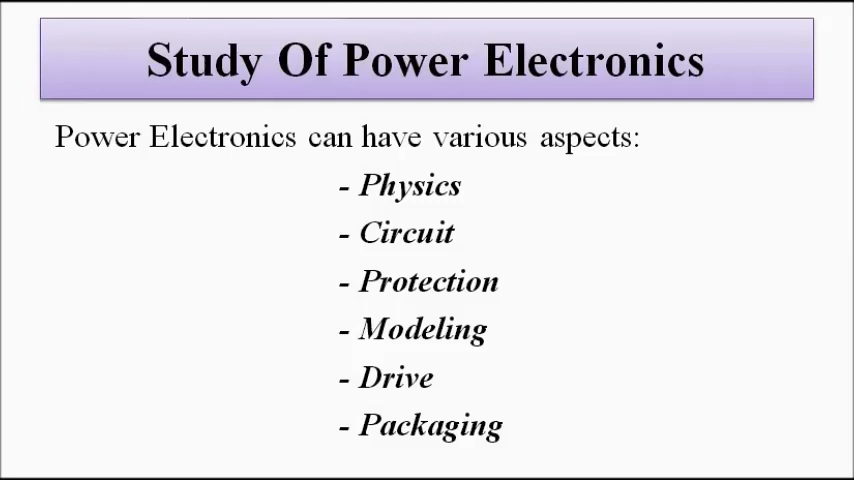 Study Of Power Electronics
Power Electronics can have various aspects:
- Physics
- Circuit
- Protection
- Modeling
- Drive
- Packaging